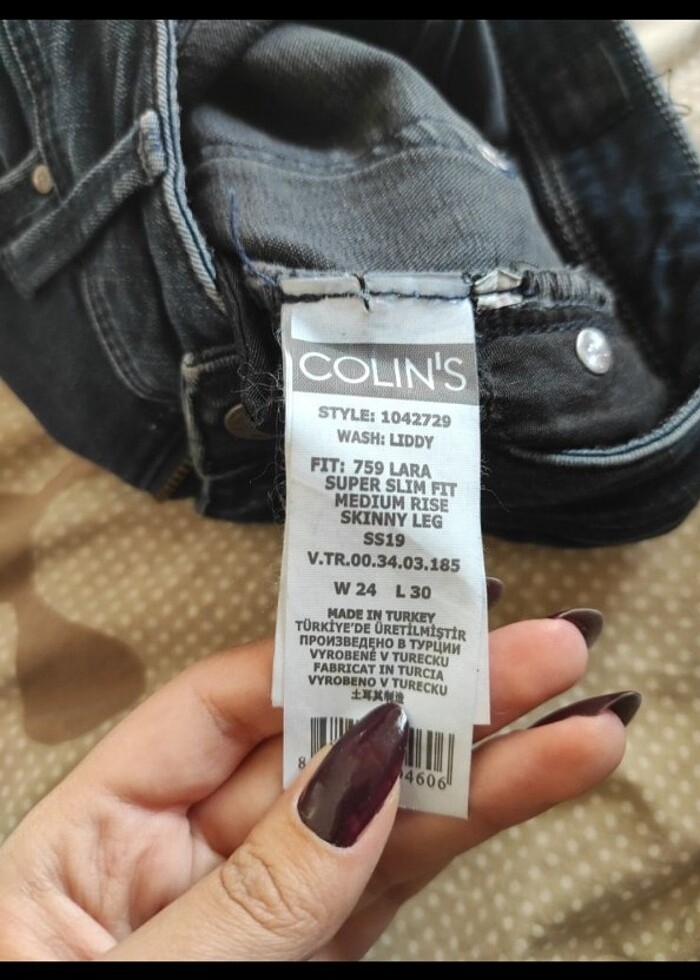 COLIN'S
STYLE: 1042729
WASH: LIDDY
FIT: 759 LARA
SUPER SLIM FIT
MEDIUM RISE
SKINNY LEG
SS19
V.TR.00.34.03.185
W 24 L 30
MADE IN TURKEY
TÜRKİYE'DE ÜRETİLMİŞTİR
ПРОИЗВЕДЕНО В ТУРЦИИ
VYROBENÉ V TURECKU
FABRICAT IN TURCIA
VYROBENO V TURECKU
土耳其制造
8 4606